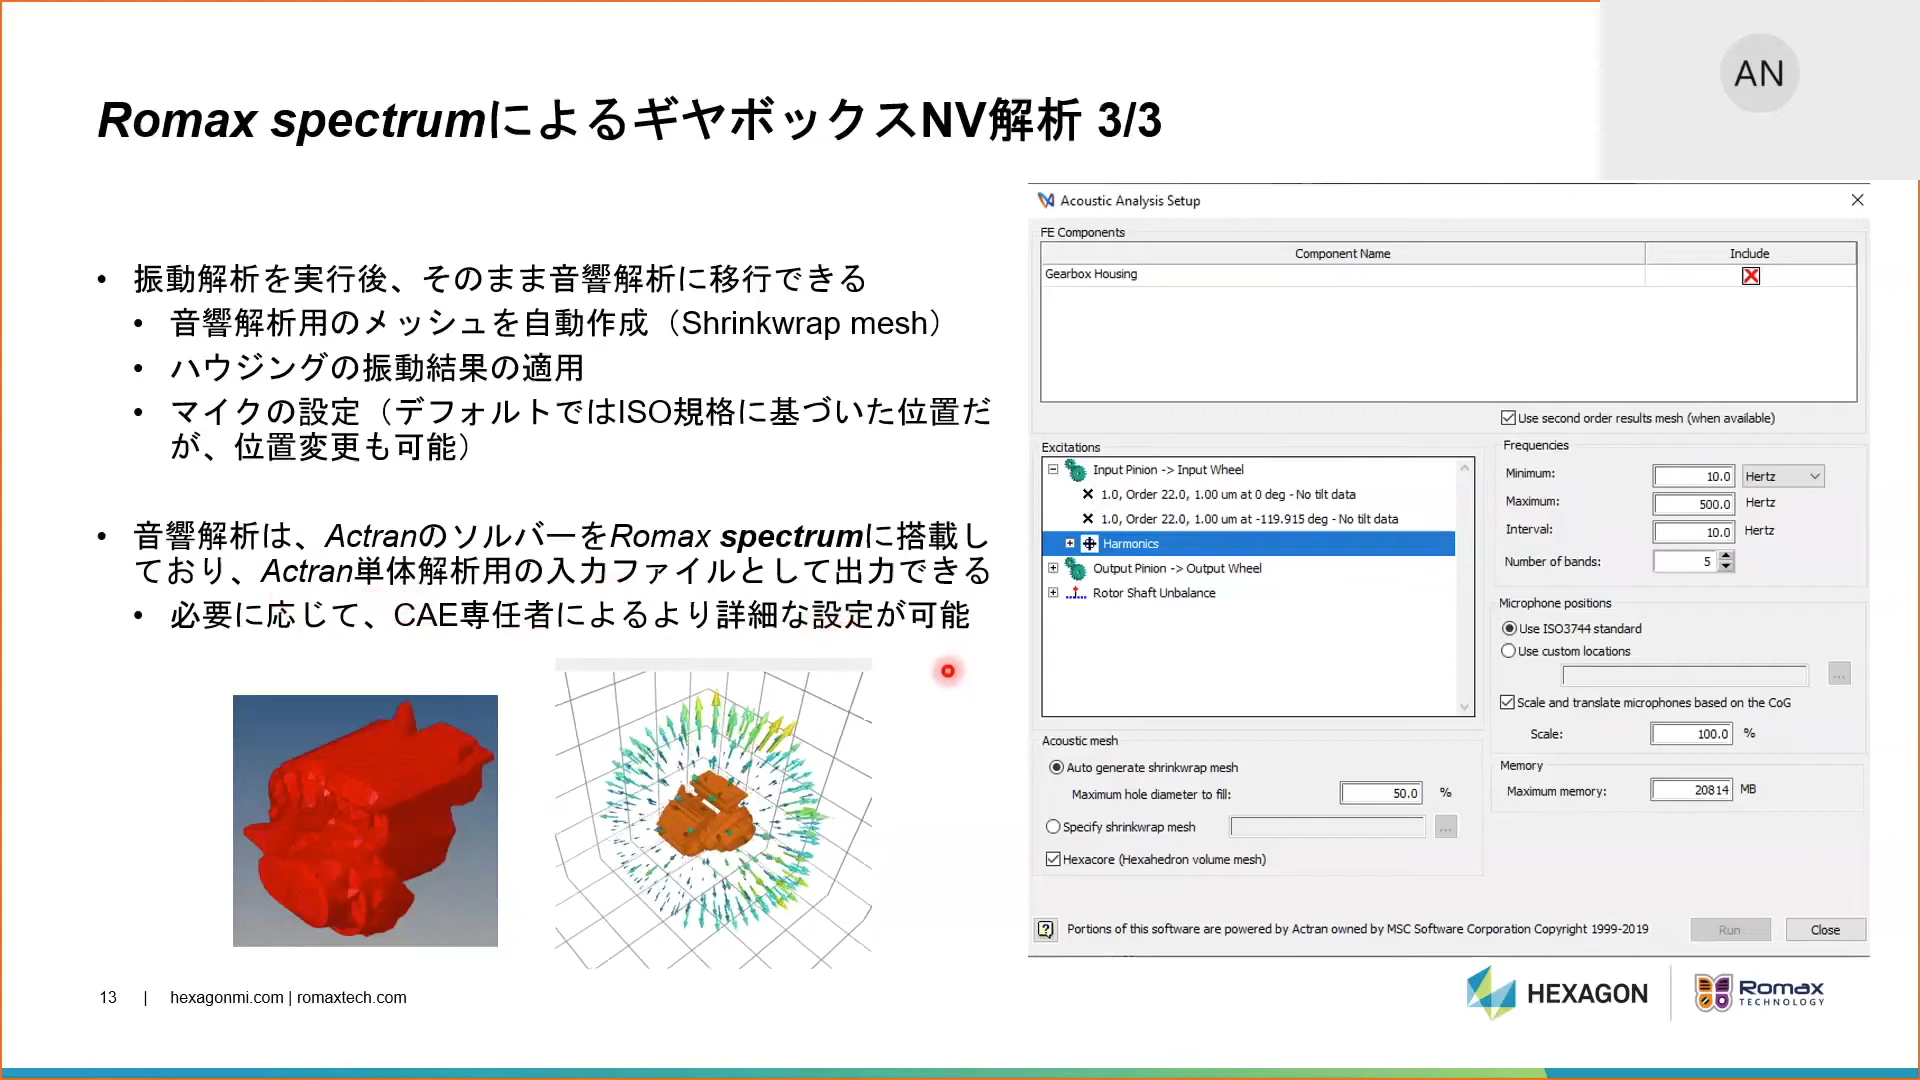 AN
Romax spectrumによるギヤボックスNV解析 3/3
• 振動解析を実行後、そのまま音響解析に移行できる
• 音響解析用のメッシュを自動作成（Shrinkwrap mesh）
• ハウジングの振動結果の適用
• マイクの設定（デフォルトではISO規格に基づいた位置だ
が、位置変更も可能）
• 音響解析は、ActranのソルバーをRomax spectrumに搭載し
ており、Actran単体解析用の入力ファイルとして出力できる
• 必要に応じて、CAE専任者によるより詳細な設定が可能
Acoustic Analysis Setup
FE Components
Component Name Include
Gearbox Housing
Use second order results mesh (when available)
Excitations
Input Pinion -> Input Wheel
1.0, Order 22.0, 1.00 um at 0 deg - No tilt data
1.0, Order 22.0, 1.00 um at -119.915 deg - No tilt data
Harmonics
Output Pinion -> Output Wheel
Rotor Shaft Unbalance
Frequencies
Minimum: 10.0 Hertz
Maximum: 500.0 Hertz
Interval: 10.0 Hertz
Number of bands: 5
Microphone positions
Use ISO3744 standard
Use custom locations
...
Scale and translate microphones based on the CoG
Scale: 100.0 %
Acoustic mesh
Auto generate shrinkwrap mesh
Maximum hole diameter to fill: 50.0 %
Specify shrinkwrap mesh ...
Hexacore (Hexahedron volume mesh)
Memory
Maximum memory: 20814 MB
? Portions of this software are powered by Actran owned by MSC Software Corporation Copyright 1999-2019 Run Close
13 | hexagonmi.com | romaxtech.com
HEXAGON
Romax
TECHNOLOGY